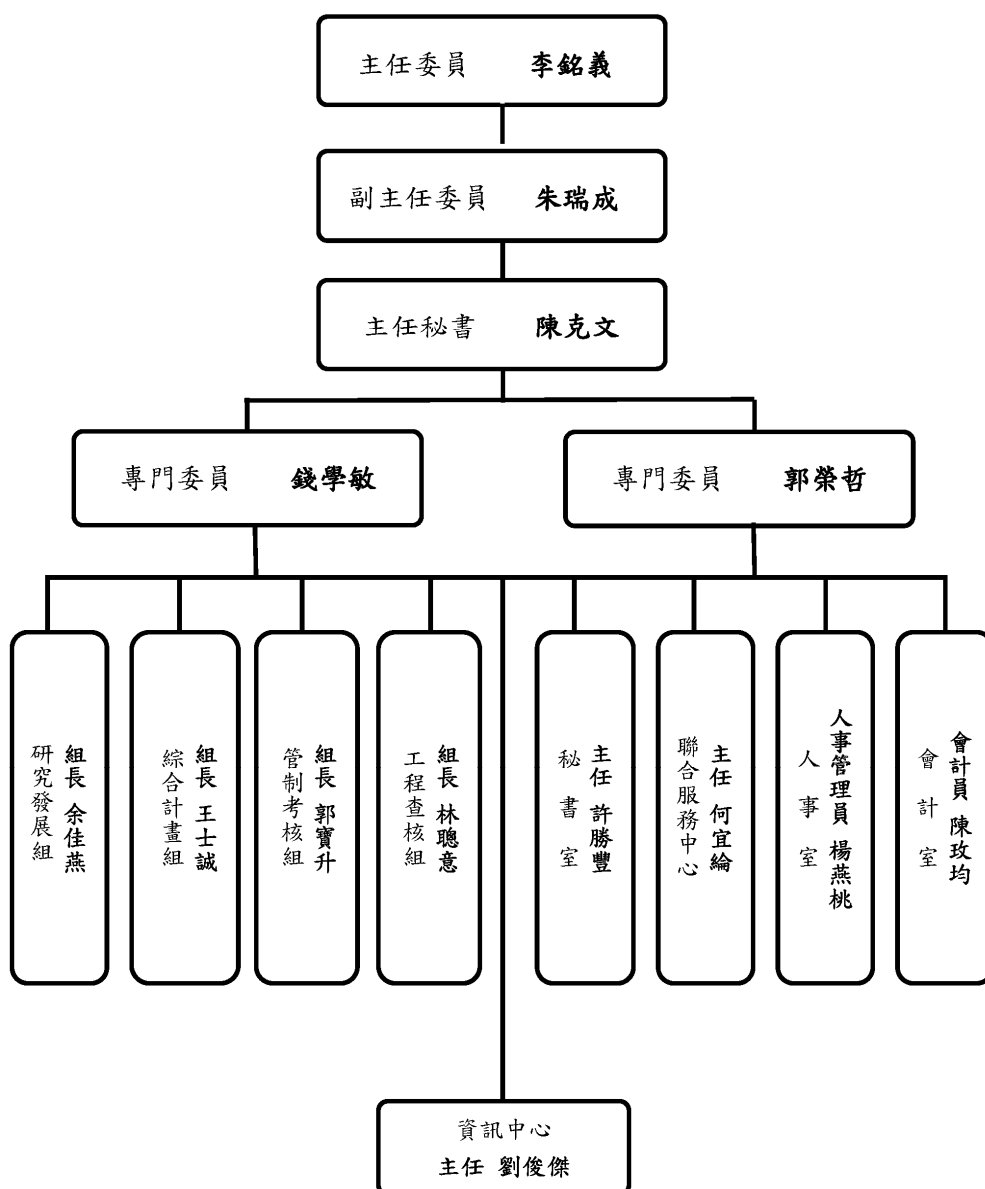 主任委員 李銘義
副主任委員 朱瑞成
主任秘書 陳克文
專門委員 錢學敏
專門委員 郭榮哲
研究發展組
組長 余佳燕
綜合計畫組
組長 王士誠
管制考核組
組長 郭寶升
工程查核組
組長 林聰意
秘書室
主任 許勝豐
聯合服務中心
主任 何宜綸
人事室
人事管理員 楊燕桃
會計室
會計員 陳玫均
資訊中心
主任 劉俊傑